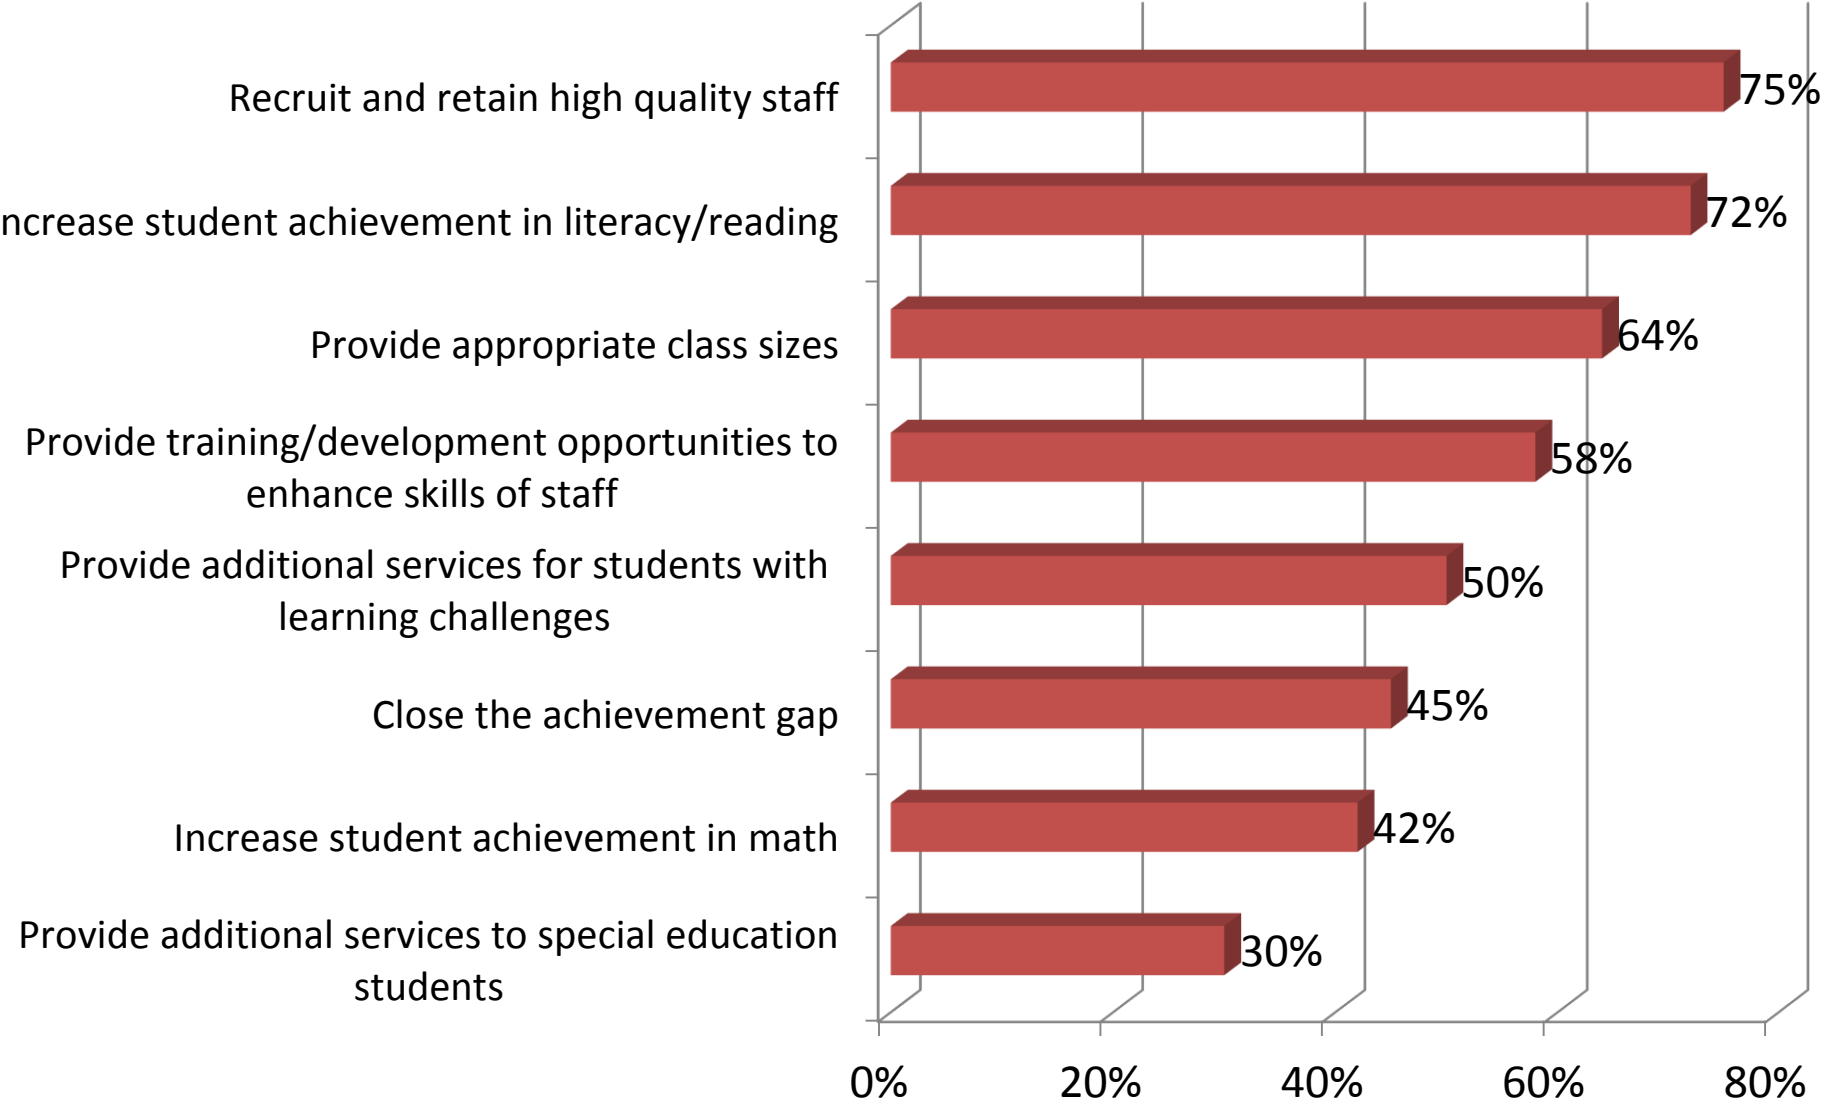 Recruit and retain high quality staff
75%
ncrease student achievement in literacy/reading
72%
Provide appropriate class sizes
64%
Provide training/development opportunities to
enhance skills of staff
58%
Provide additional services for students with
learning challenges
50%
Close the achievement gap
45%
Increase student achievement in math
42%
Provide additional services to special education
students
30%
0% 20% 40% 60% 80%